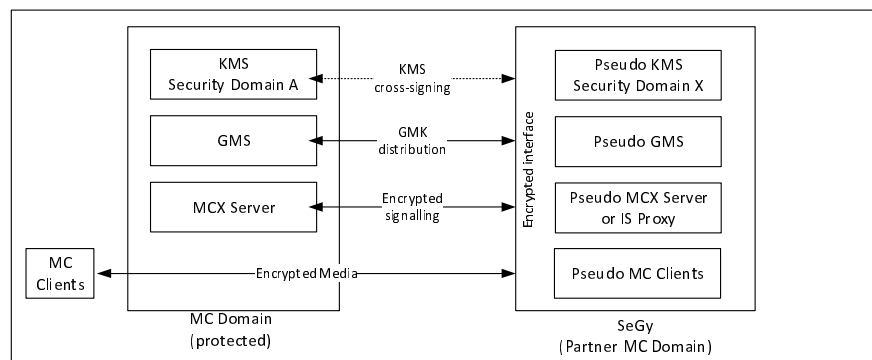 KMS
Security Domain A
KMS
cross-signing
Pseudo KMS
Security Domain X
GMS
GMK
distribution
Pseudo GMS
Encrypted interface
MCX Server
Encrypted
signalling
Pseudo MCX Server
or IS Proxy
MC
Clients
Encrypted Media
Pseudo MC Clients
MC Domain
(protected)
SeGy
(Partner MC Domain)